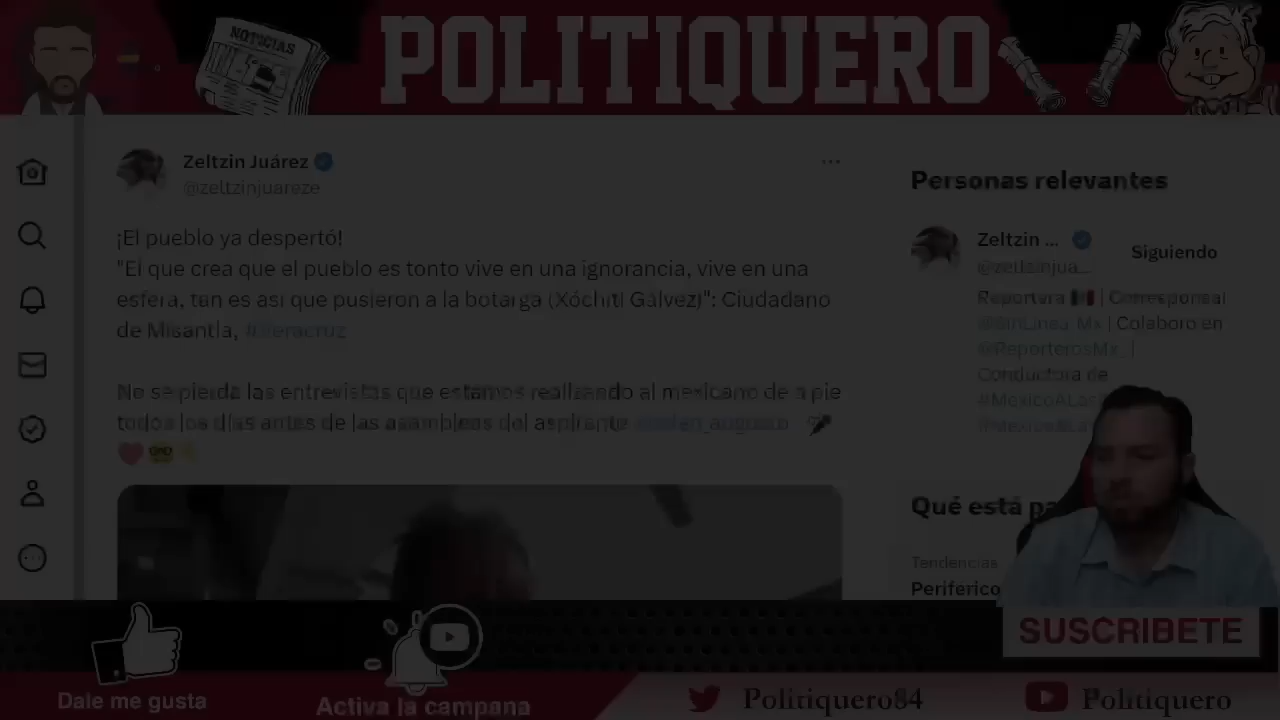 NOTICIAS
POLITIQUERO
Zeltzin Juárez
@zeltzinjuareze
Personas relevantes
¡El pueblo ya despertó!
"El que crea que el pueblo es tonto vive en una ignorancia, vive en una
esfera, tan es así que pusieron a la botarga (Xóchitl Gálvez)": Ciudadano
de Misantla, #Veracruz
No se pierda las entrevistas que estamos realizando al mexicano de a pie
todos los días antes de las asambleas del aspirante
Zeltzin ...
@zeltzinjua...
Siguiendo
Reportera | Corresponsal
@SinLinea_Mx | Colaboro en
@ReporterosMx_ |
Conductora de
Qué está pa
Tendencias
Periférico
SUSCRIBETE
Dale me gusta
Activa la campana
Politiquero84
Politiquero